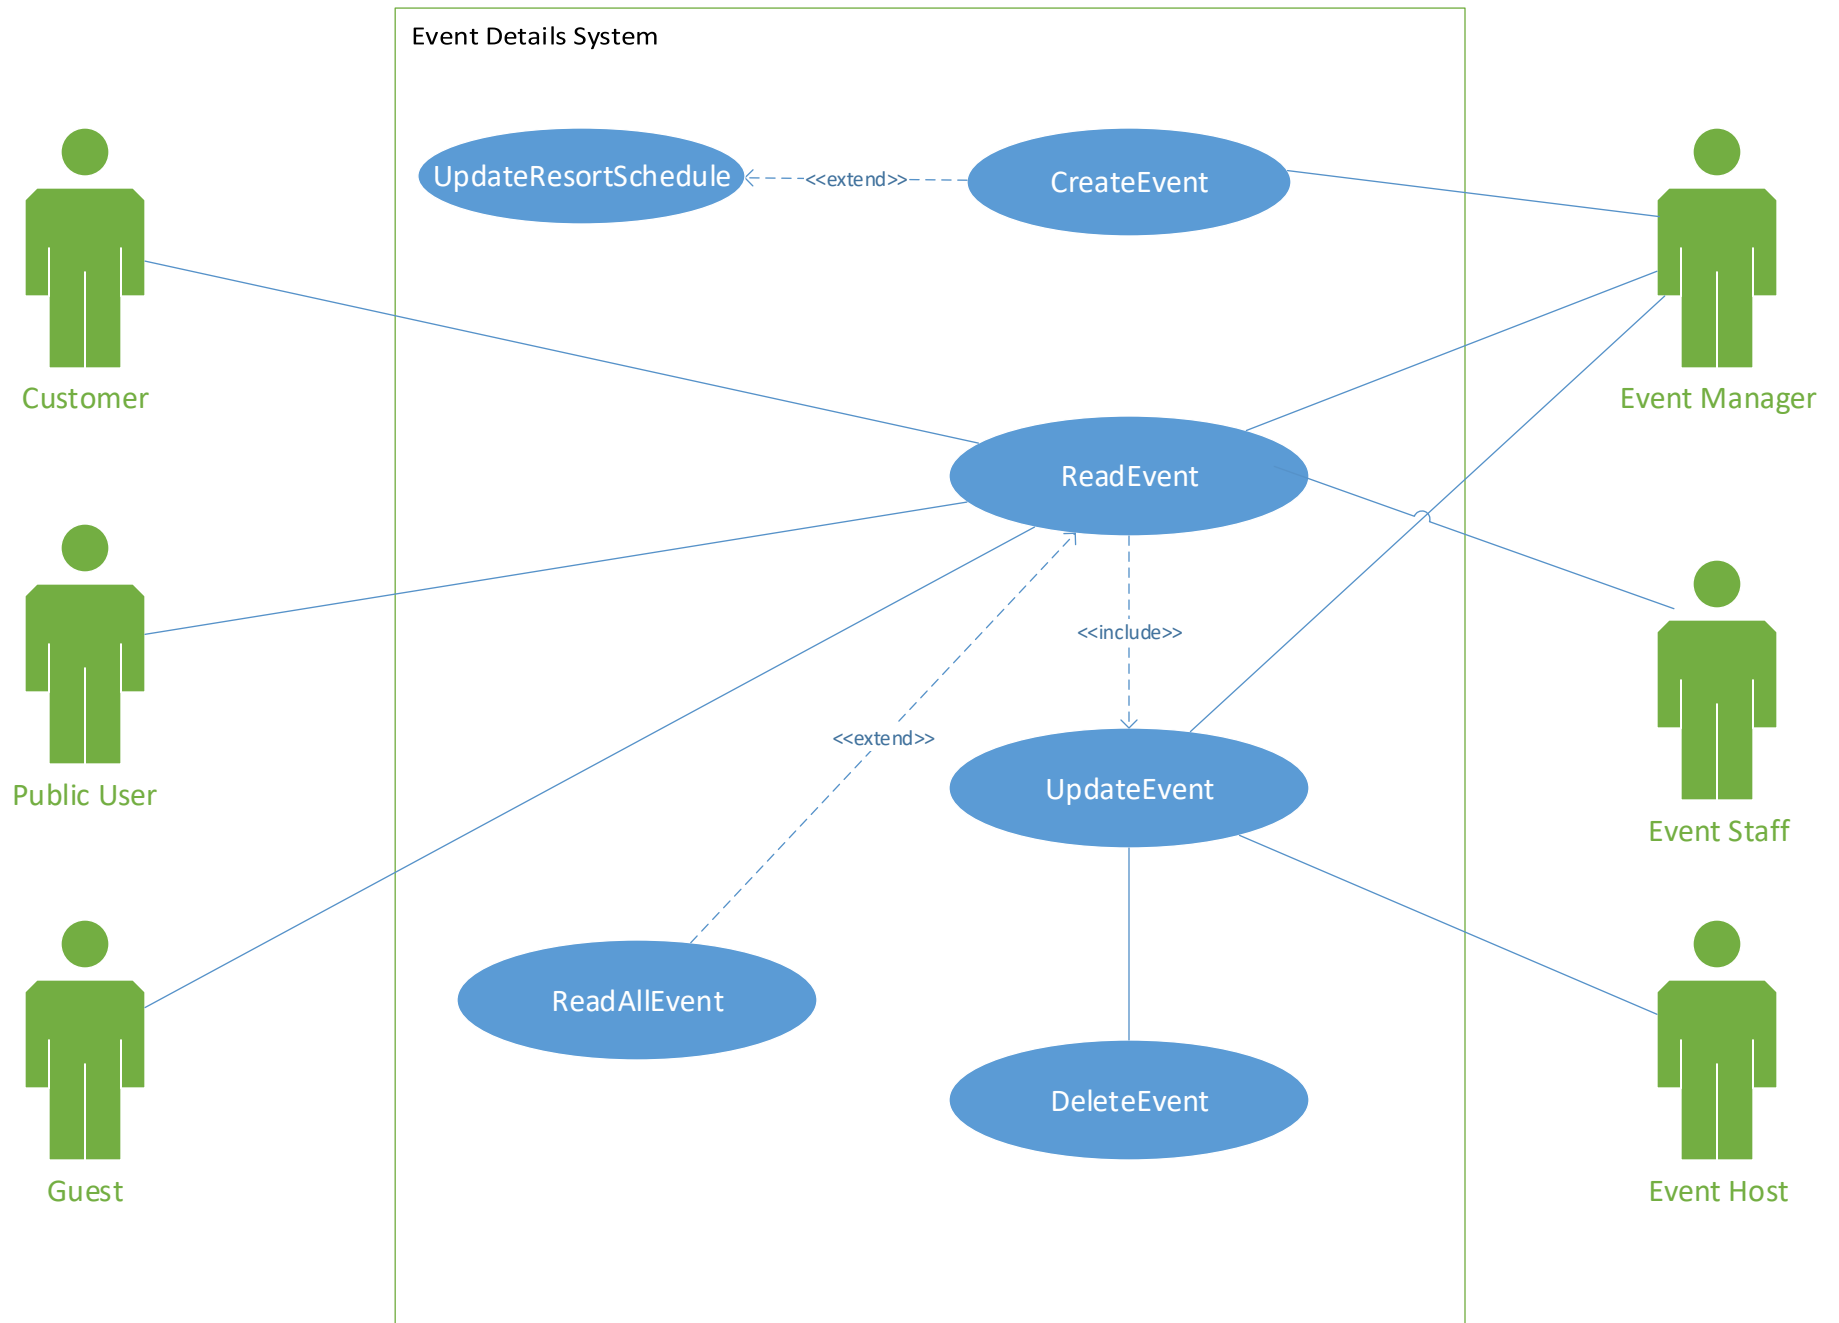 Event Details System
UpdateResortSchedule
<<extend>>
CreateEvent
Customer
Event Manager
ReadEvent
<<include>>
<<extend>>
UpdateEvent
Public User
Event Staff
ReadAllEvent
DeleteEvent
Guest
Event Host